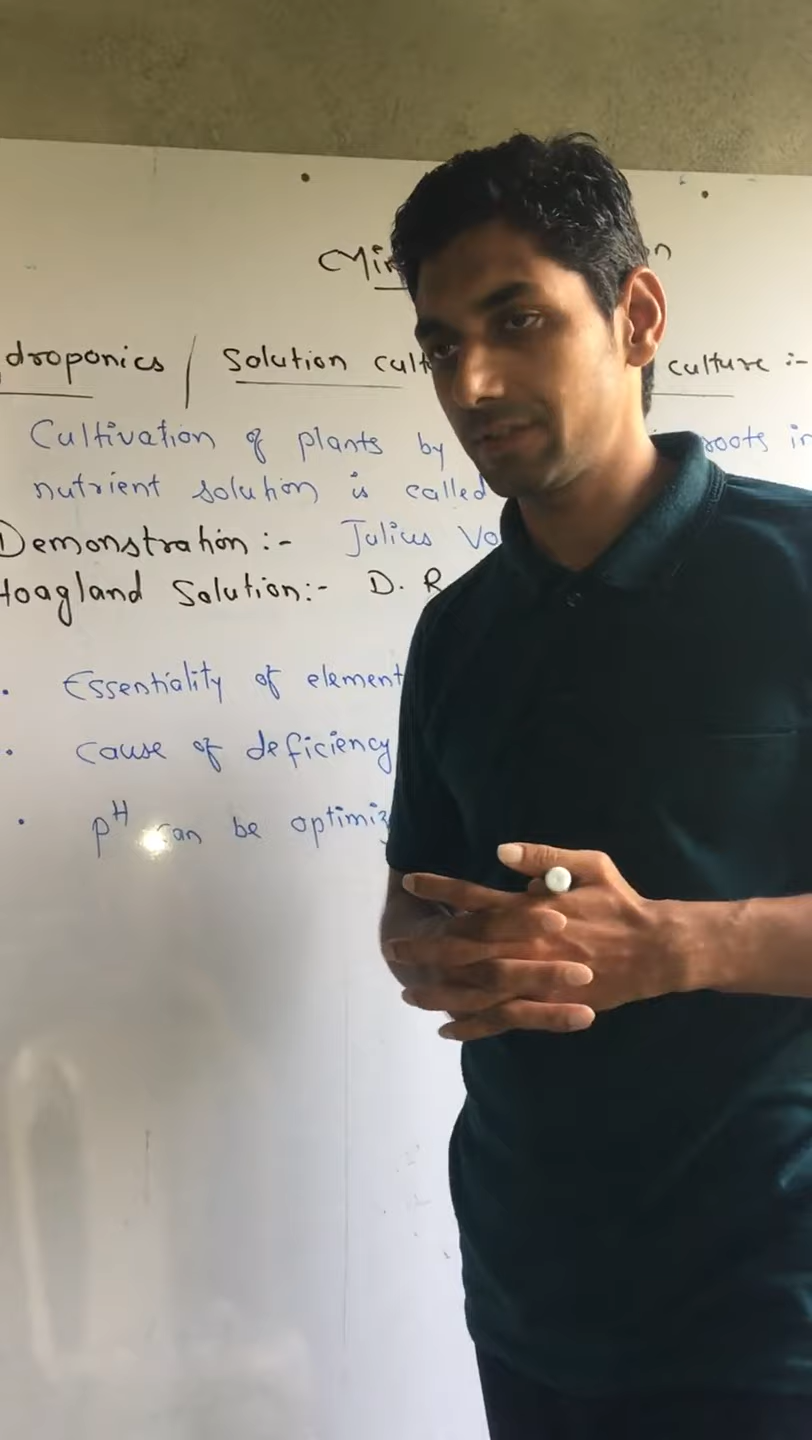 droponics / Solution culture :-
Cultivation of plants by roots in
nutrient solution is called
Demonstration :- Julius Vo
Hoagland Solution:- D. R
• Essentiality of element
• Cause of deficiency
• pH can be optimiz